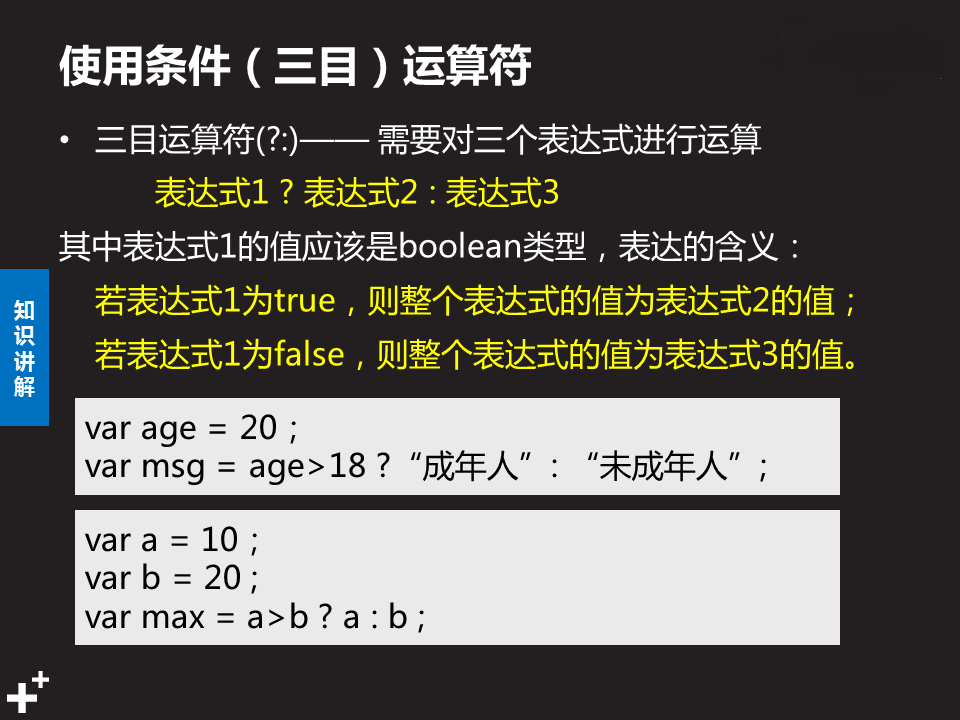 使用条件（三目）运算符
• 三目运算符(?:)—— 需要对三个表达式进行运算
表达式1 ? 表达式2 : 表达式3
其中表达式1的值应该是boolean类型，表达的含义：
若表达式1为true，则整个表达式的值为表达式2的值；
若表达式1为false，则整个表达式的值为表达式3的值。
知识讲解
var age = 20 ;
var msg = age>18 ? “成年人” : “未成年人” ;
var a = 10 ;
var b = 20 ;
var max = a>b ? a : b ;